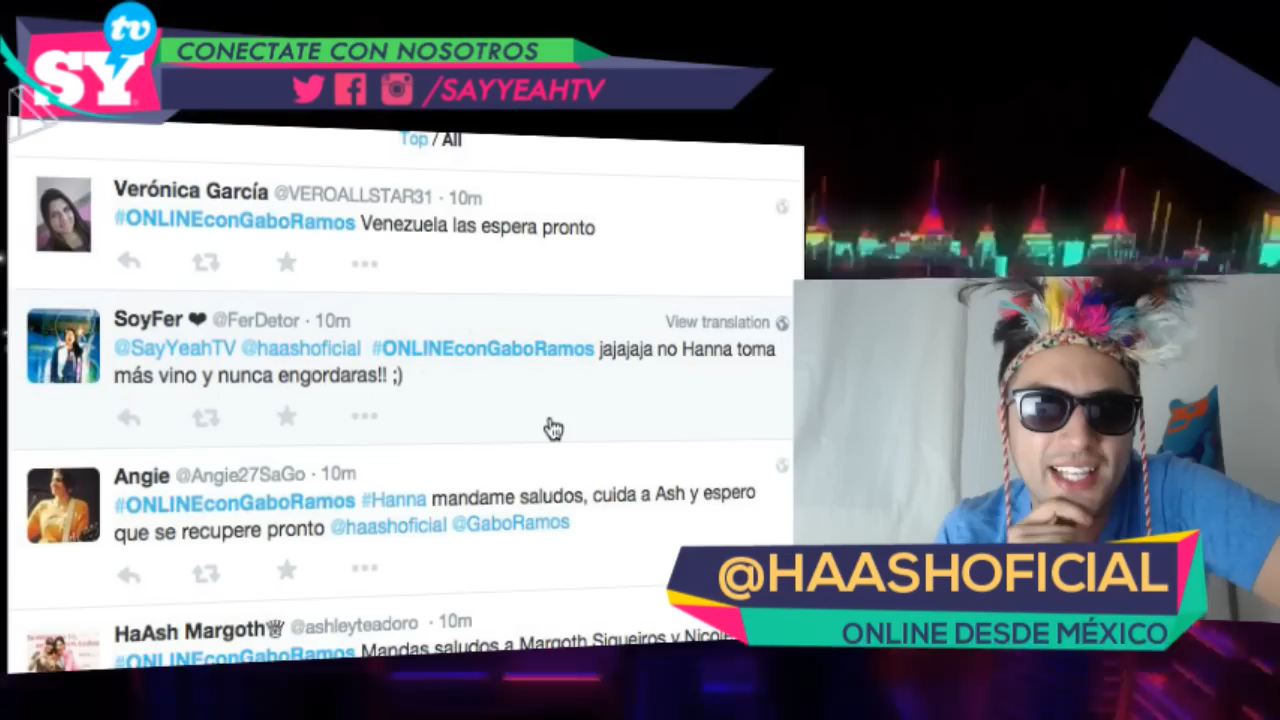 tv
SY
CONECTATE CON NOSOTROS
/SAYYEAHTV
Top / All
Verónica García @VEROALLSTAR31 · 10m
#ONLINEconGaboRamos Venezuela las espera pronto
SoyFer ❤ @FerDetor · 10m
View translation
@SayYeahTV @haashoficial #ONLINEconGaboRamos jajajaja no Hanna toma
más vino y nunca engordaras!! ;)
Angie @Angie27SaGo · 10m
#ONLINEconGaboRamos #Hanna mandame saludos, cuida a Ash y espero
que se recupere pronto @haashoficial @GaboRamos
HaAsh Margoth♕ @ashleyteadoro · 10m
#ONLINEconGaboRamos Mandas saludos a Margoth Siqueiros y
@HAASHOFICIAL
ONLINE DESDE MÉXICO